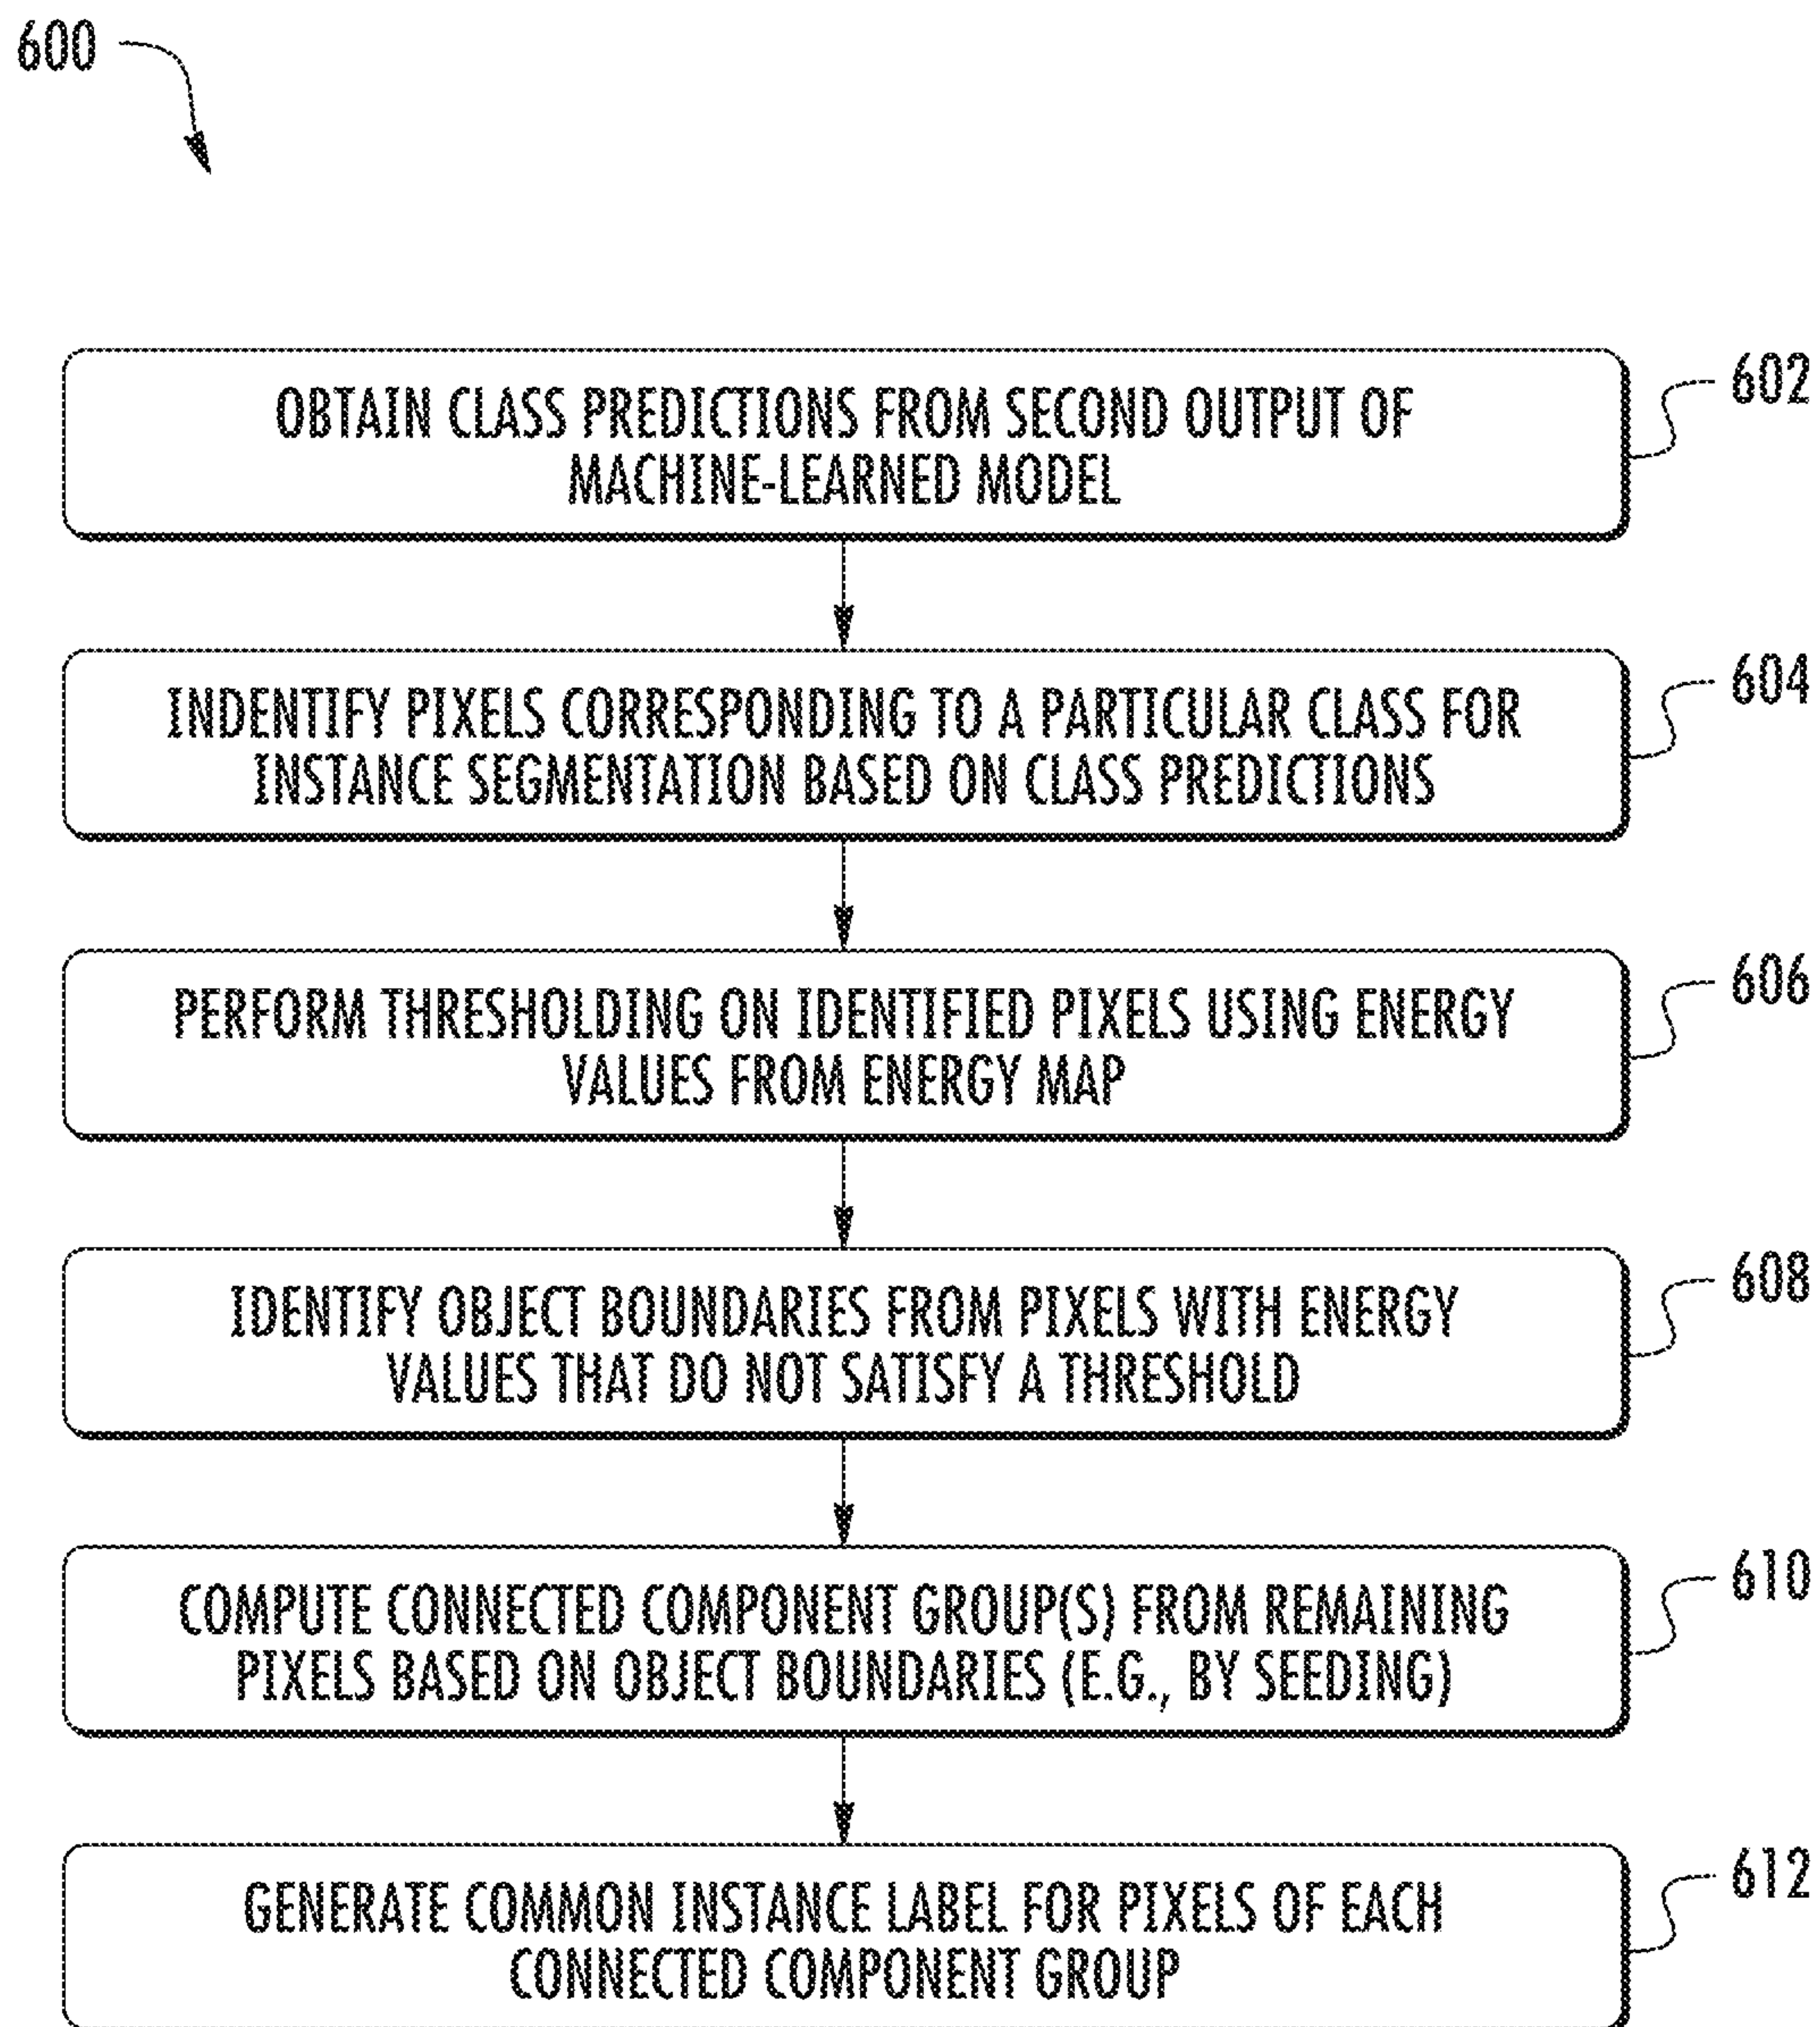 600
OBTAIN CLASS PREDICTIONS FROM SECOND OUTPUT OF
MACHINE-LEARNED MODEL
602
INDENTIFY PIXELS CORRESPONDING TO A PARTICULAR CLASS FOR
INSTANCE SEGMENTATION BASED ON CLASS PREDICTIONS
604
PERFORM THRESHOLDING ON IDENTIFIED PIXELS USING ENERGY
VALUES FROM ENERGY MAP
606
IDENTIFY OBJECT BOUNDARIES FROM PIXELS WITH ENERGY
VALUES THAT DO NOT SATISFY A THRESHOLD
608
COMPUTE CONNECTED COMPONENT GROUP(S) FROM REMAINING
PIXELS BASED ON OBJECT BOUNDARIES (E.G., BY SEEDING)
610
GENERATE COMMON INSTANCE LABEL FOR PIXELS OF EACH
CONNECTED COMPONENT GROUP
612